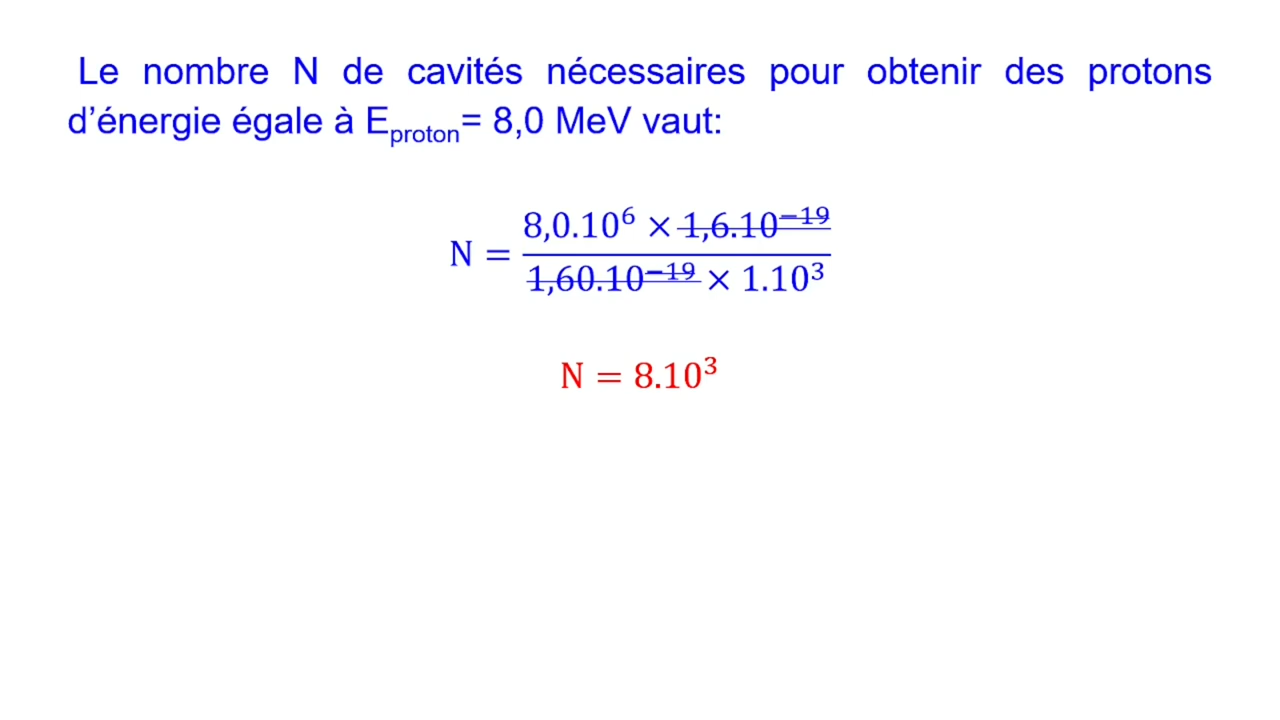 Le nombre N de cavités nécessaires pour obtenir des protons
d’énergie égale à Eproton= 8,0 MeV vaut:
N = (8,0.10⁶ × 1,6.10⁻¹⁹) / (1,60.10⁻¹⁹ × 1.10³)
N = 8.10³